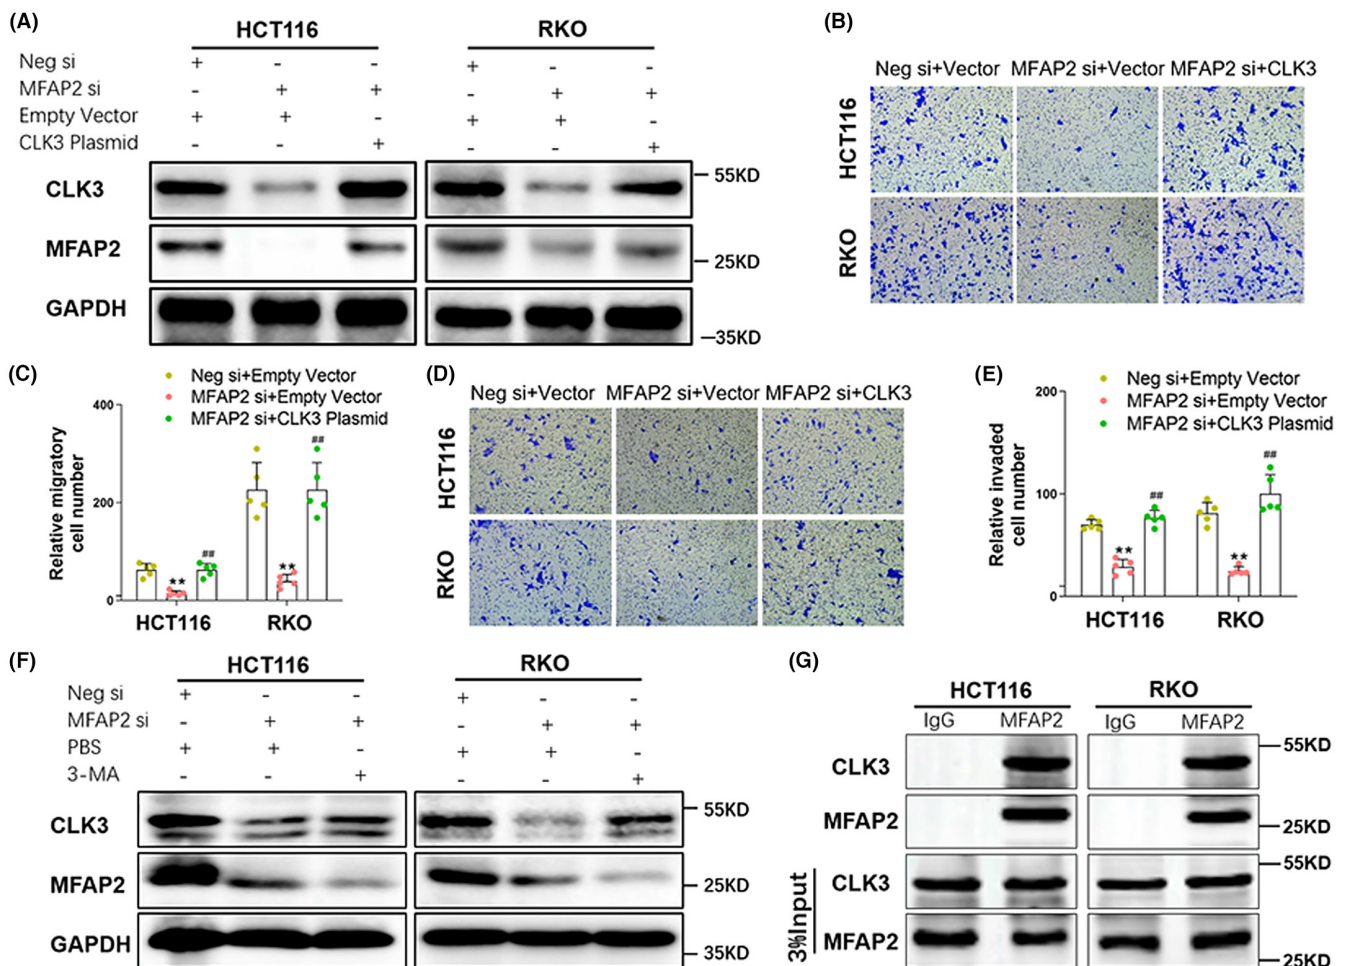 (A)
HCT116 RKO
Neg si + - - + - -
MFAP2 si - + + - + +
Empty Vector + + - + + -
CLK3 Plasmid - - + - - +
CLK3 55KD
MFAP2 25KD
GAPDH 35KD
(B)
Neg si+Vector MFAP2 si+Vector MFAP2 si+CLK3
HCT116
RKO
(C)
Neg si+Empty Vector
MFAP2 si+Empty Vector
MFAP2 si+CLK3 Plasmid
Relative migratory
cell number
400
200
0
** ## ** ##
HCT116 RKO
(D)
Neg si+Vector MFAP2 si+Vector MFAP2 si+CLK3
HCT116
RKO
(E)
Neg si+Empty Vector
MFAP2 si+Empty Vector
MFAP2 si+CLK3 Plasmid
Relative invaded
cell number
200
100
0
** ## ** ##
HCT116 RKO
(F)
HCT116 RKO
Neg si + - - + - -
MFAP2 si - + + - + +
PBS + + - + + -
3-MA - - + - - +
CLK3 55KD
MFAP2 25KD
GAPDH 35KD
(G)
HCT116 RKO
IgG MFAP2 IgG MFAP2
CLK3 55KD
MFAP2 25KD
3%Input
CLK3 55KD
MFAP2 25KD